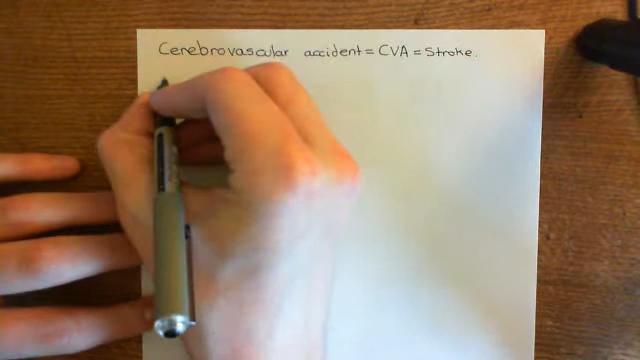 Cerebrovascular accident = CVA = Stroke.